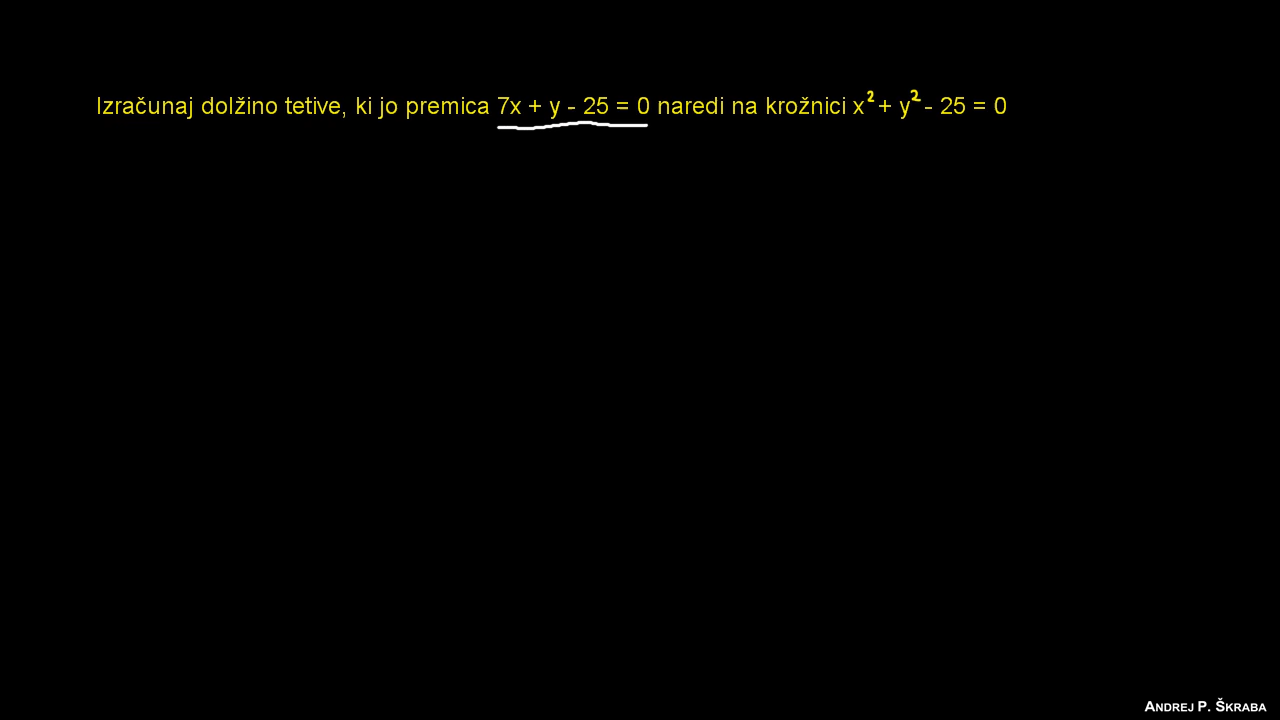 Izračunaj dolžino tetive, ki jo premica 7x + y - 25 = 0 naredi na krožnici x² + y² - 25 = 0
ANDREJ P. ŠKRABA